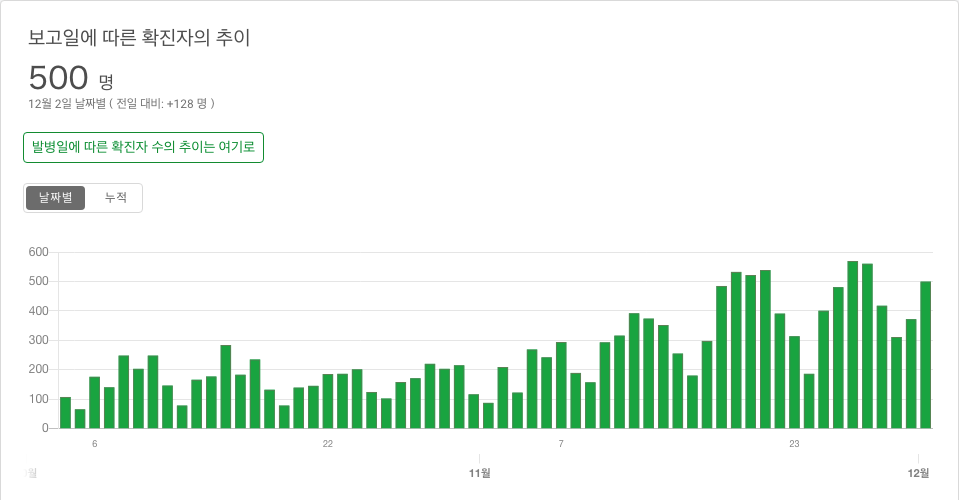 보고일에 따른 확진자의 추이
500 명
12월 2일 날짜별 ( 전일 대비: +128 명 )
발병일에 따른 확진자 수의 추이는 여기로
날짜별 누적
600
500
400
300
200
100
0
6 22 7 23
월 11월 12월